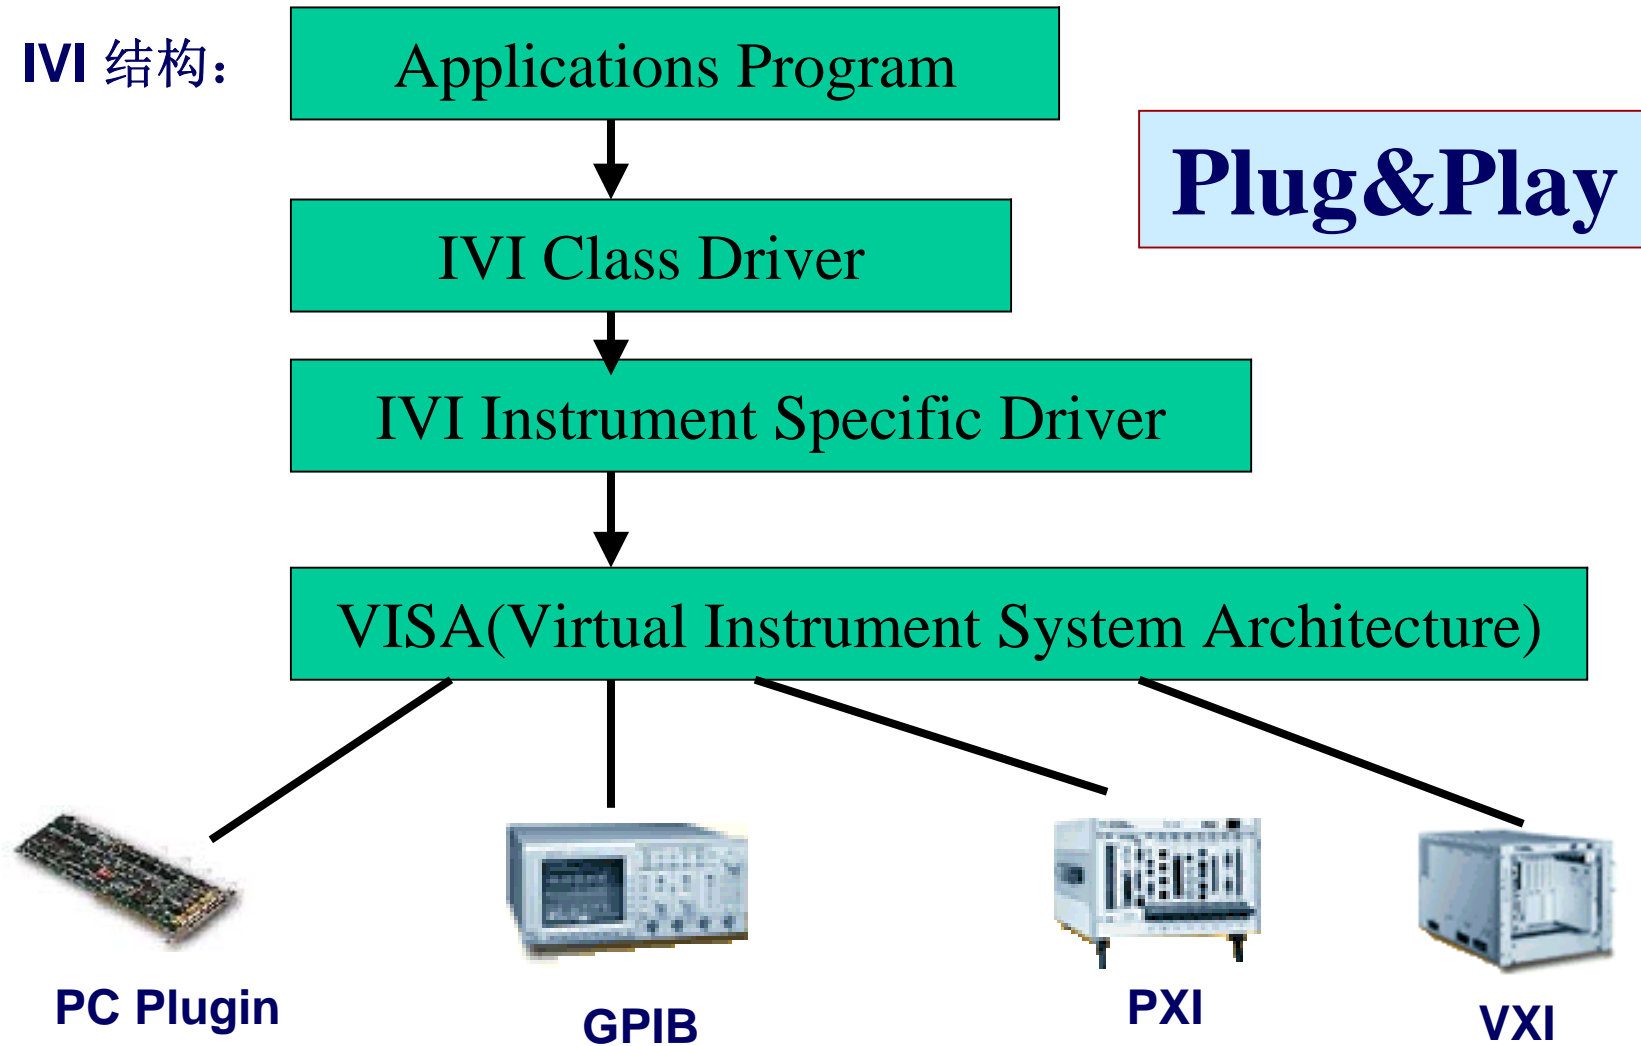 IVI 结构：
Applications Program
Plug&Play
IVI Class Driver
IVI Instrument Specific Driver
VISA(Virtual Instrument System Architecture)
PC Plugin
GPIB
PXI
VXI